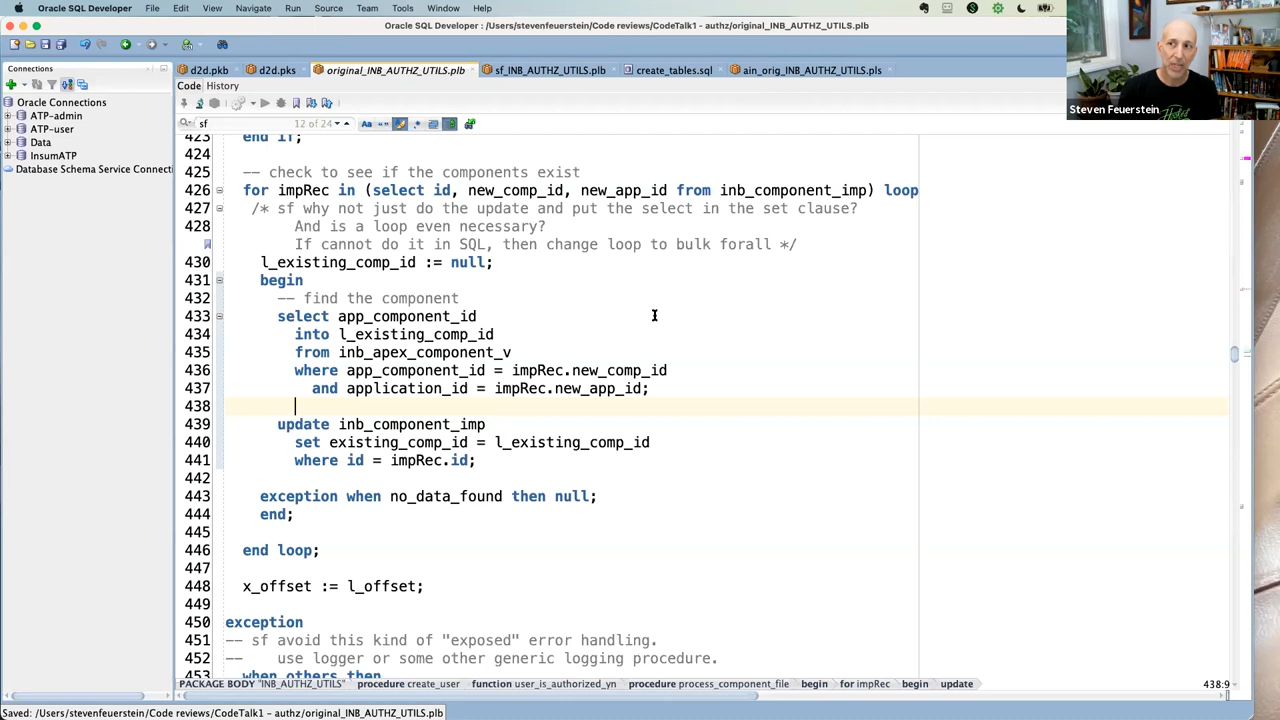 Oracle SQL Developer File Edit View Navigate Run Source Team Tools Window Help
Oracle SQL Developer : /Users/stevenfeuerstein/Code reviews/CodeTalk1 - authz/original_INB_AUTHZ_UTILS.plb
Connections
Oracle Connections
ATP-admin
ATP-user
Data
InsumATP
Database Schema Service Connecti
d2d.pkb d2d.pks original_INB_AUTHZ_UTILS.plb sf_INB_AUTHZ_UTILS.plb create_tables.sql ain_orig_INB_AUTHZ_UTILS.pls
Code History
sf 12 of 24
Steven Feuerstein
423 end if;
424
425 -- check to see if the components exist
426 for impRec in (select id, new_comp_id, new_app_id from inb_component_imp) loop
427 /* sf why not just do the update and put the select in the set clause?
428 And is a loop even necessary?
If cannot do it in SQL, then change loop to bulk forall */
430 l_existing_comp_id := null;
431 begin
432 -- find the component
433 select app_component_id
434 into l_existing_comp_id
435 from inb_apex_component_v
436 where app_component_id = impRec.new_comp_id
437 and application_id = impRec.new_app_id;
438
439 update inb_component_imp
440 set existing_comp_id = l_existing_comp_id
441 where id = impRec.id;
442
443 exception when no_data_found then null;
444 end;
445
446 end loop;
447
448 x_offset := l_offset;
449
450 exception
451 -- sf avoid this kind of "exposed" error handling.
452 -- use logger or some other generic logging procedure.
453 when others then
PACKAGE BODY "INB_AUTHZ_UTILS" procedure create_user function user_is_authorized_yn procedure process_component_file begin for impRec begin update 438:9
Saved: /Users/stevenfeuerstein/Code reviews/CodeTalk1 - authz/original_INB_AUTHZ_UTILS.plb